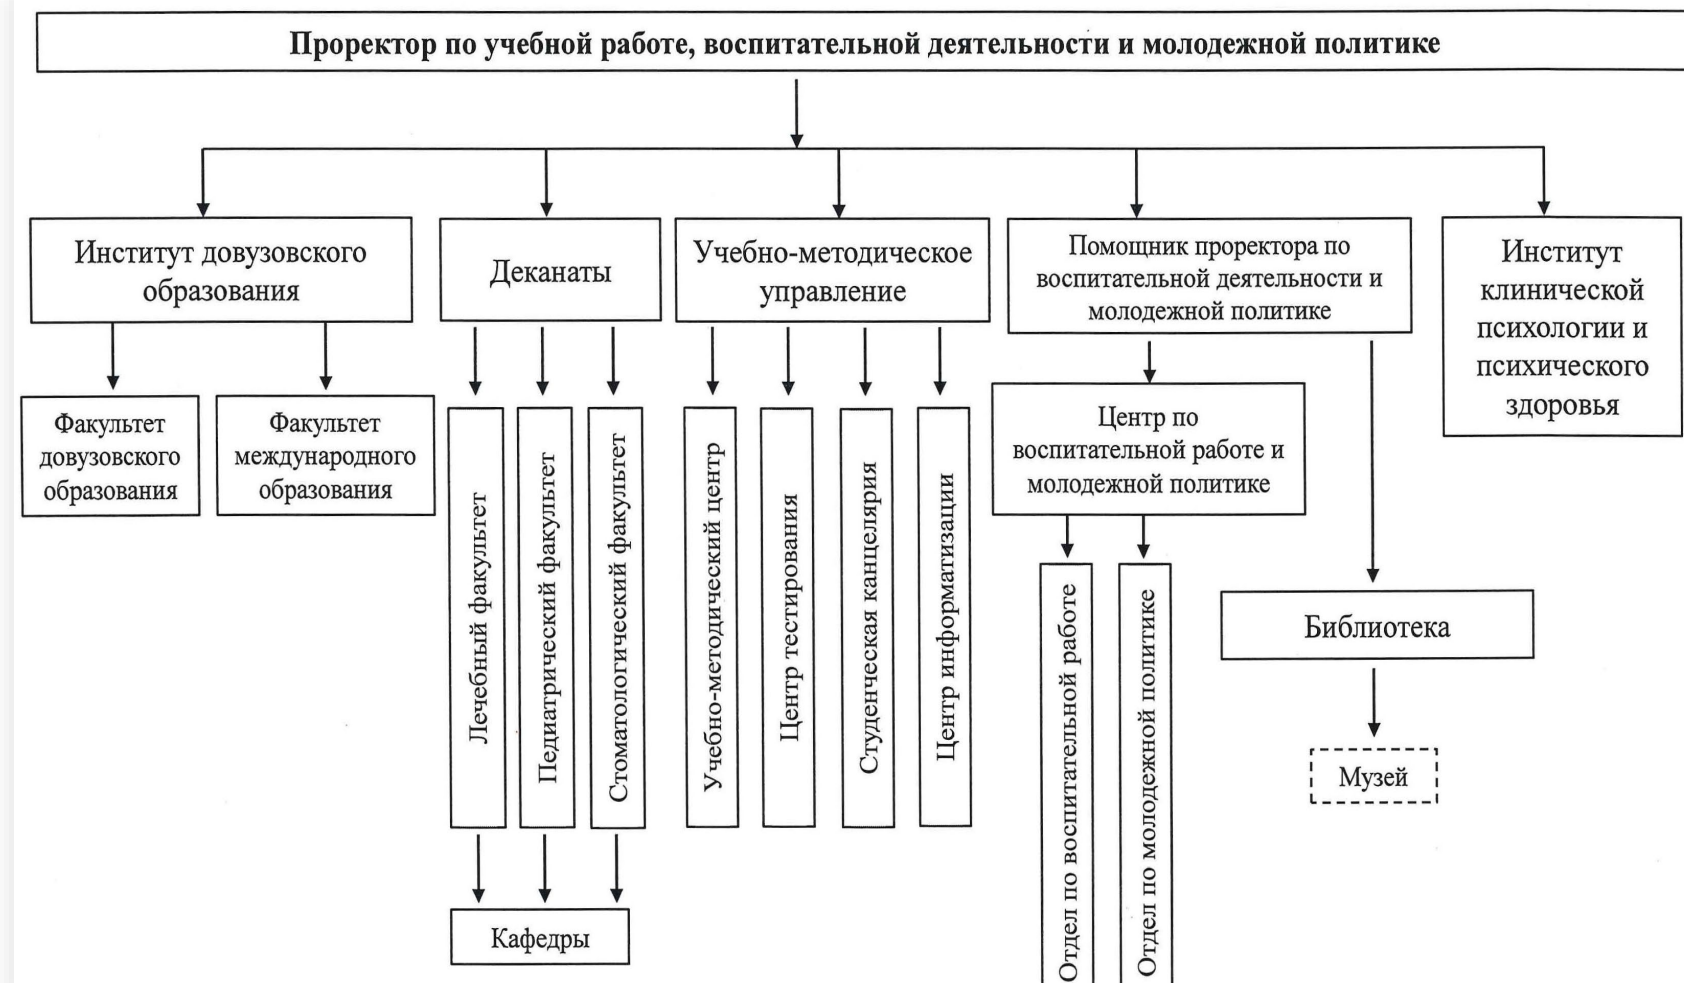 Проректор по учебной работе, воспитательной деятельности и молодежной политике
Институт довузовского
образования
Деканаты
Учебно-методическое
управление
Помощник проректора по
воспитательной деятельности и
молодежной политике
Институт
клинической
психологии и
психического
здоровья
Факультет
довузовского
образования
Факультет
международного
образования
Лечебный факультет
Педиатрический факультет
Стоматологический факультет
Учебно-методический центр
Центр тестирования
Студенческая канцелярия
Центр информатизации
Центр по
воспитательной работе и
молодежной политике
Отдел по воспитательной работе
Отдел по молодежной политике
Библиотека
Музей
Кафедры